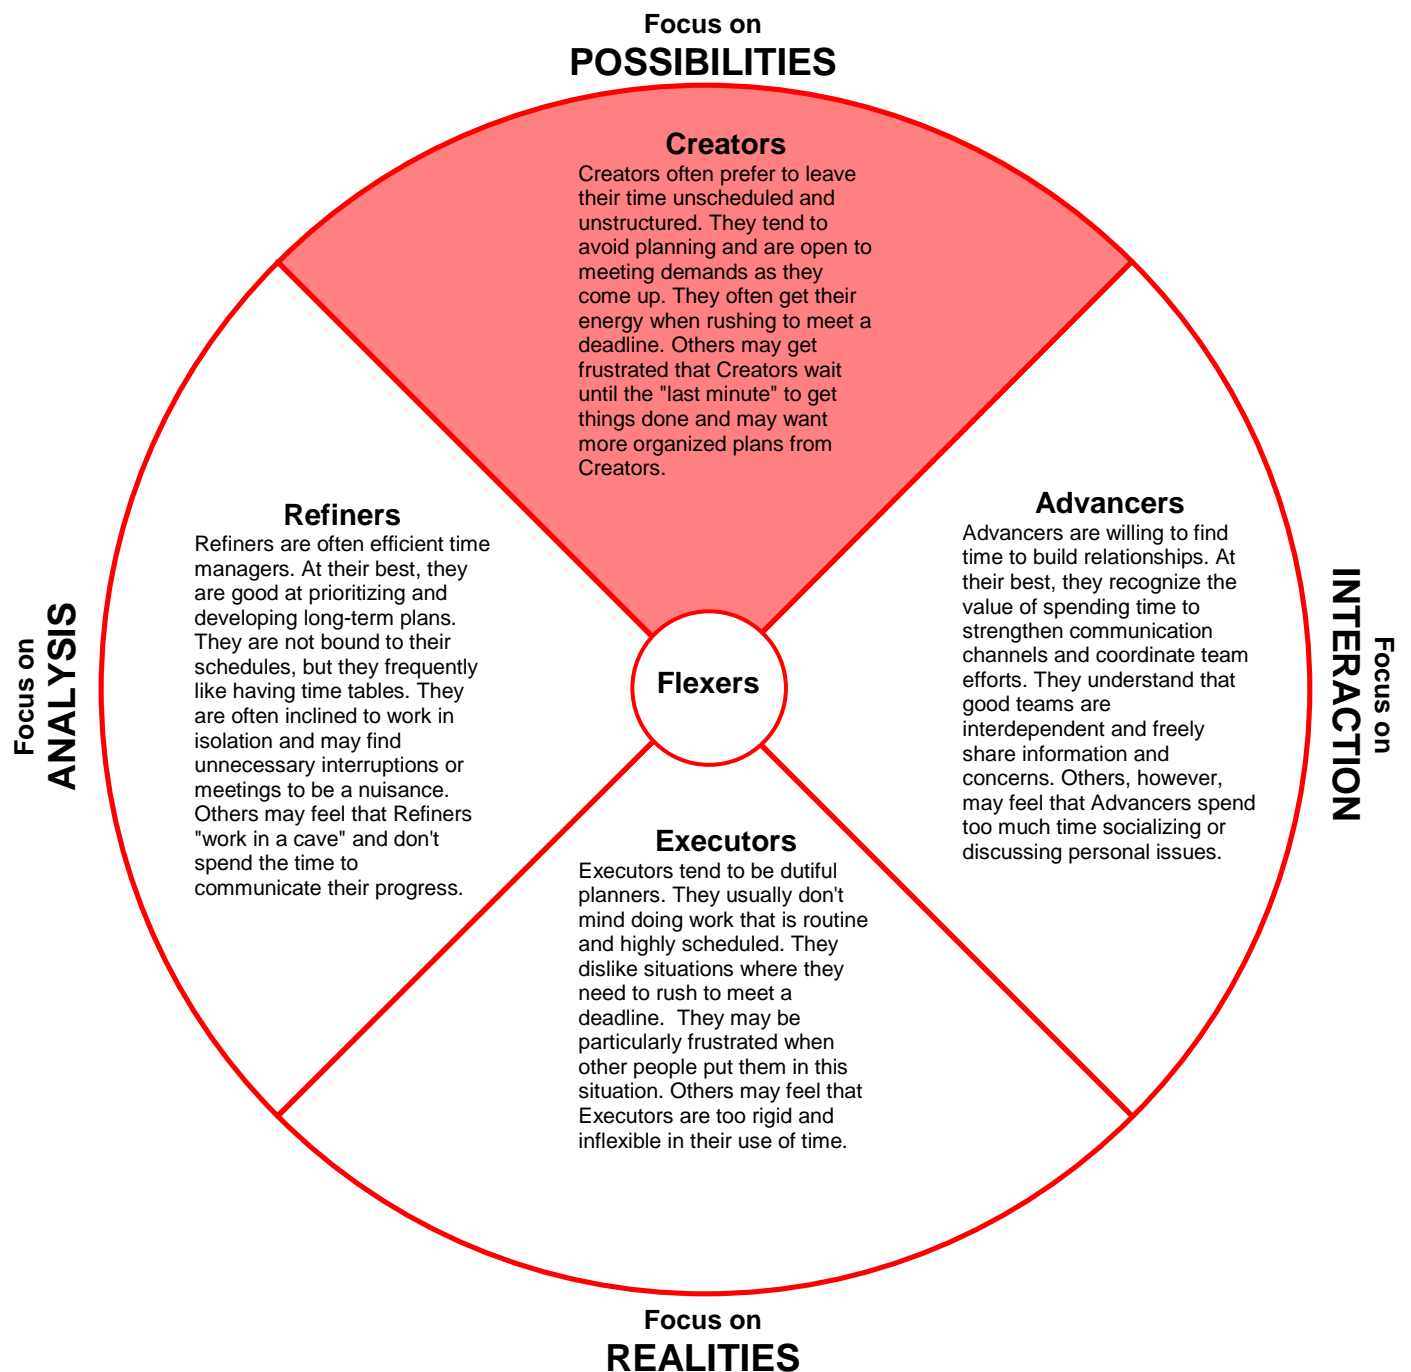 Focus on
POSSIBILITIES
Creators
Creators often prefer to leave
their time unscheduled and
unstructured. They tend to
avoid planning and are open to
meeting demands as they
come up. They often get their
energy when rushing to meet a
deadline. Others may get
frustrated that Creators wait
until the "last minute" to get
things done and may want
more organized plans from
Creators.
Focus on
ANALYSIS
Refiners
Refiners are often efficient time
managers. At their best, they
are good at prioritizing and
developing long-term plans.
They are not bound to their
schedules, but they frequently
like having time tables. They
are often inclined to work in
isolation and may find
unnecessary interruptions or
meetings to be a nuisance.
Others may feel that Refiners
"work in a cave" and don't
spend the time to
communicate their progress.
Flexers
Advancers
Advancers are willing to find
time to build relationships. At
their best, they recognize the
value of spending time to
strengthen communication
channels and coordinate team
efforts. They understand that
good teams are
interdependent and freely
share information and
concerns. Others, however,
may feel that Advancers spend
too much time socializing or
discussing personal issues.
Focus on
INTERACTION
Executors
Executors tend to be dutiful
planners. They usually don't
mind doing work that is routine
and highly scheduled. They
dislike situations where they
need to rush to meet a
deadline.  They may be
particularly frustrated when
other people put them in this
situation. Others may feel that
Executors are too rigid and
inflexible in their use of time.
Focus on
REALITIES